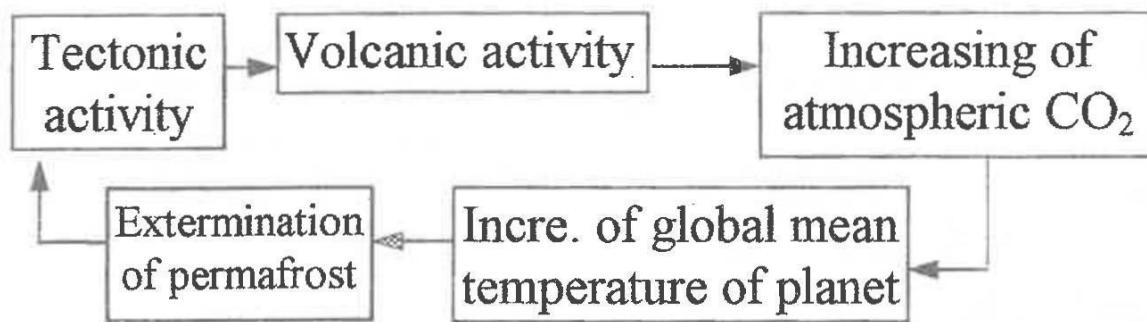 Tectonic
activity
Volcanic activity
Increasing of
atmospheric CO₂
Extermination
of permafrost
Incre. of global mean
temperature of planet